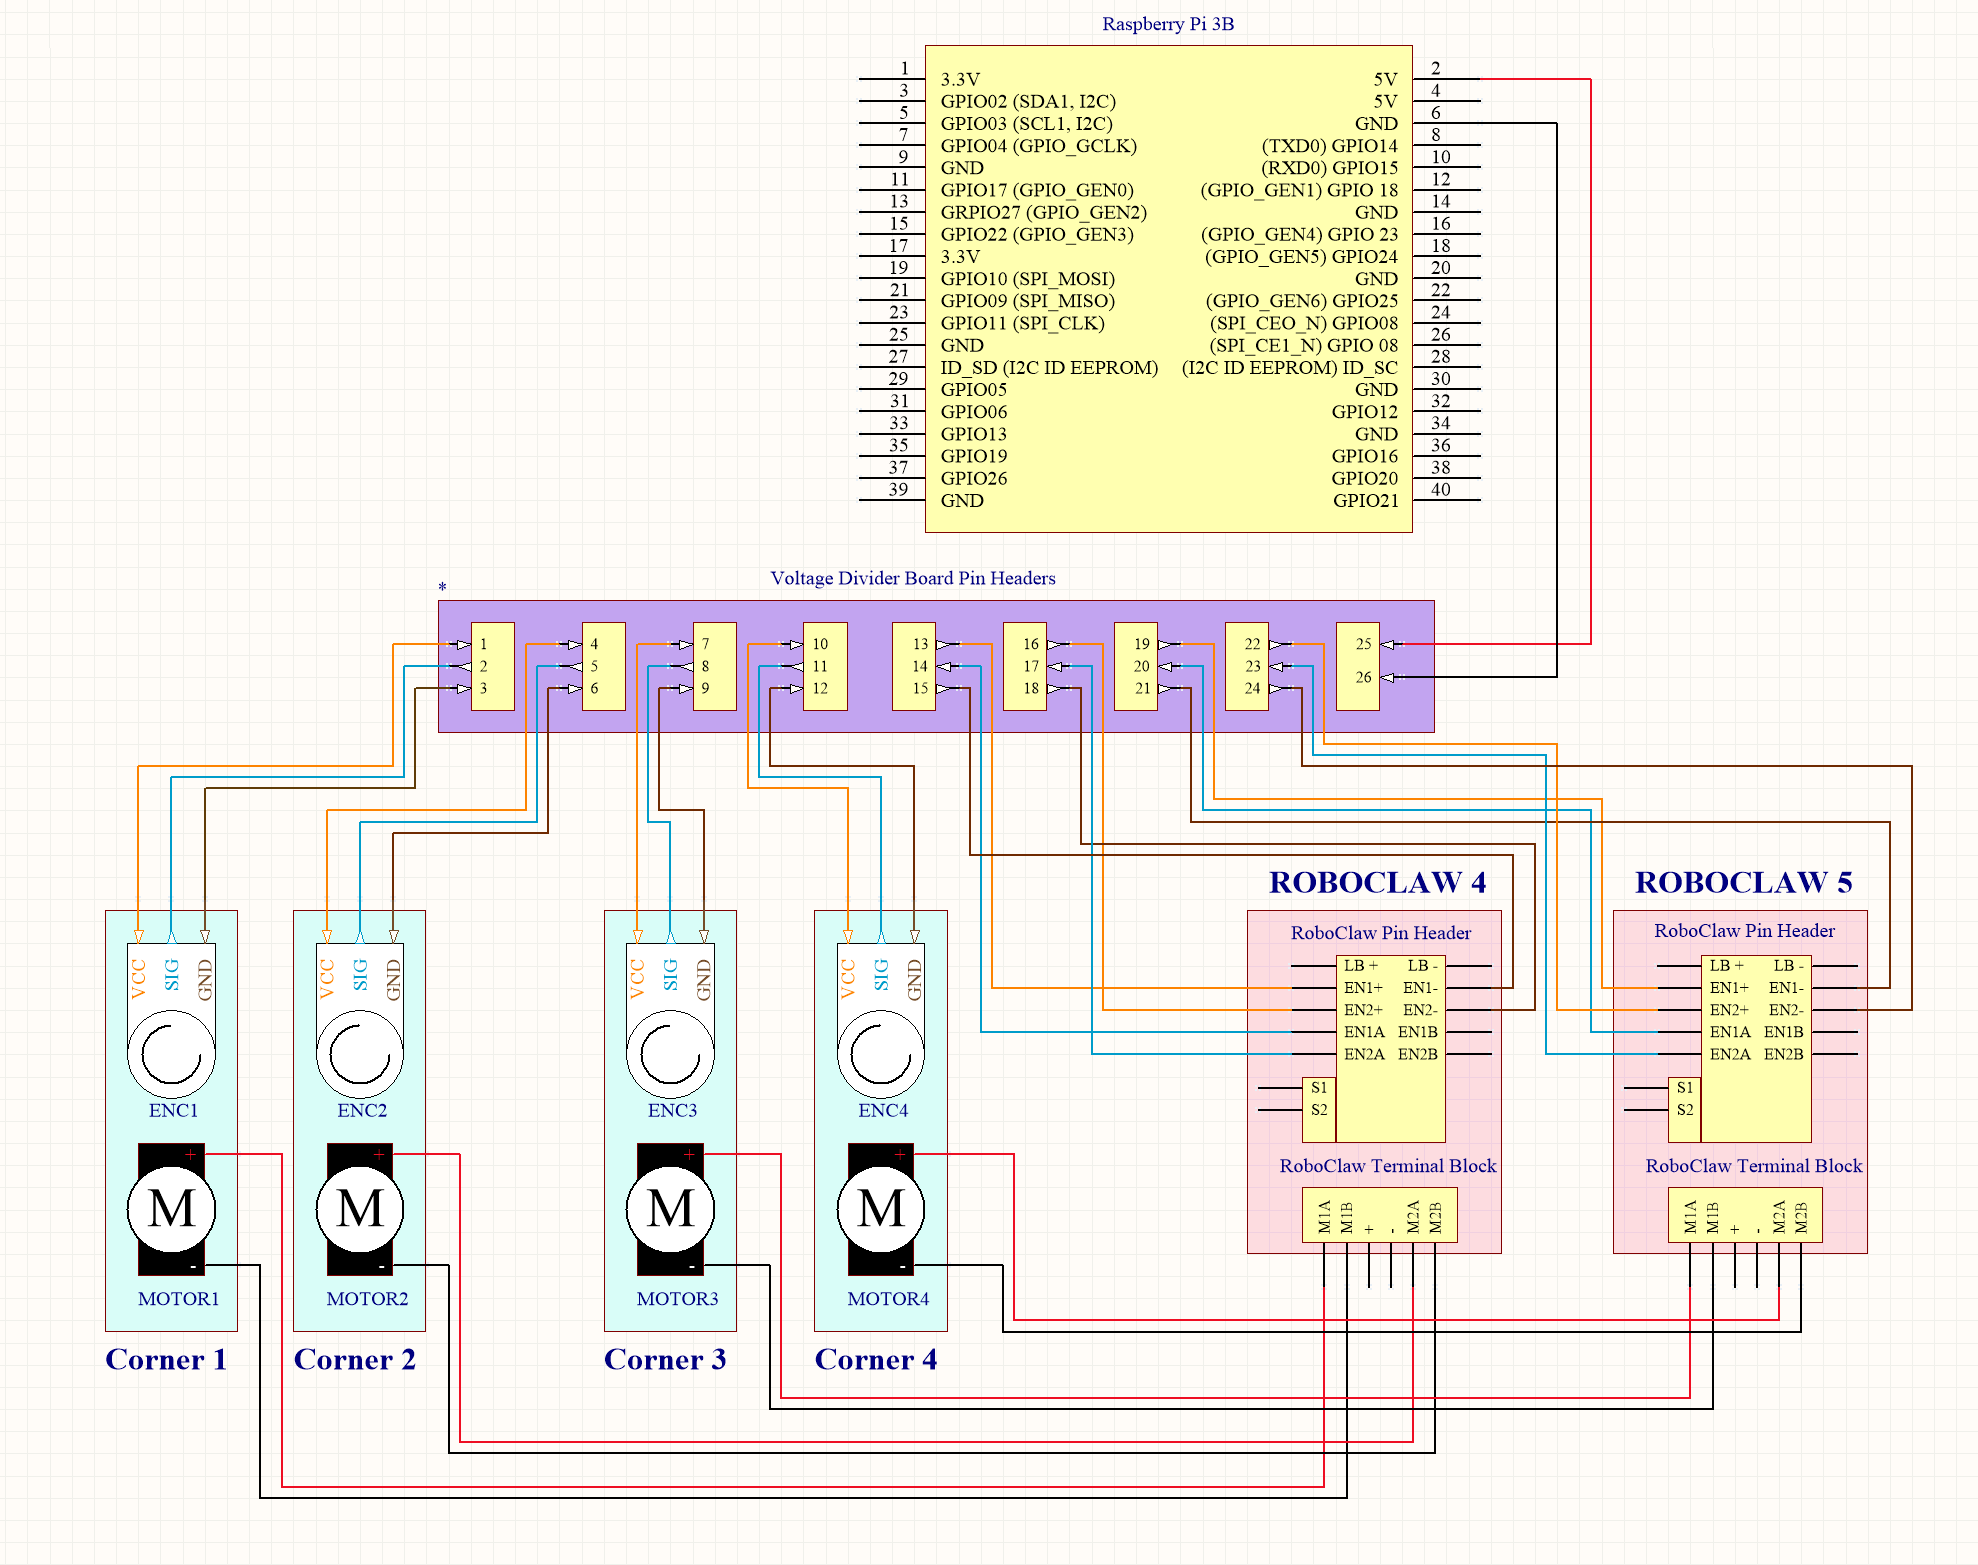 Raspberry Pi 3B
1 3.3V 5V 2
3 GPIO02 (SDA1, I2C) 5V 4
5 GPIO03 (SCL1, I2C) GND 6
7 GPIO04 (GPIO_GCLK) (TXD0) GPIO14 8
9 GND (RXD0) GPIO15 10
11 GPIO17 (GPIO_GEN0) (GPIO_GEN1) GPIO 18 12
13 GRPIO27 (GPIO_GEN2) GND 14
15 GPIO22 (GPIO_GEN3) (GPIO_GEN4) GPIO 23 16
17 3.3V (GPIO_GEN5) GPIO24 18
19 GPIO10 (SPI_MOSI) GND 20
21 GPIO09 (SPI_MISO) (GPIO_GEN6) GPIO25 22
23 GPIO11 (SPI_CLK) (SPI_CEO_N) GPIO08 24
25 GND (SPI_CE1_N) GPIO 08 26
27 ID_SD (I2C ID EEPROM) (I2C ID EEPROM) ID_SC 28
29 GPIO05 GND 30
31 GPIO06 GPIO12 32
33 GPIO13 GND 34
35 GPIO19 GPIO16 36
37 GPIO26 GPIO20 38
39 GND GPIO21 40
* Voltage Divider Board Pin Headers
1 4 7 10 13 16 19 22 25
2 5 8 11 14 17 20 23
3 6 9 12 15 18 21 24 26
ROBOCLAW 4 ROBOCLAW 5
RoboClaw Pin Header RoboClaw Pin Header
VCC SIG GND VCC SIG GND VCC SIG GND VCC SIG GND
LB + LB - LB + LB -
EN1+ EN1- EN1+ EN1-
EN2+ EN2- EN2+ EN2-
EN1A EN1B EN1A EN1B
EN2A EN2B EN2A EN2B
S1 S1
S2 S2
ENC1 ENC2 ENC3 ENC4
RoboClaw Terminal Block RoboClaw Terminal Block
+ + + +
M M M M
M1A M1B + - M2A M2B M1A M1B + - M2A M2B
- - - -
MOTOR1 MOTOR2 MOTOR3 MOTOR4
Corner 1 Corner 2 Corner 3 Corner 4